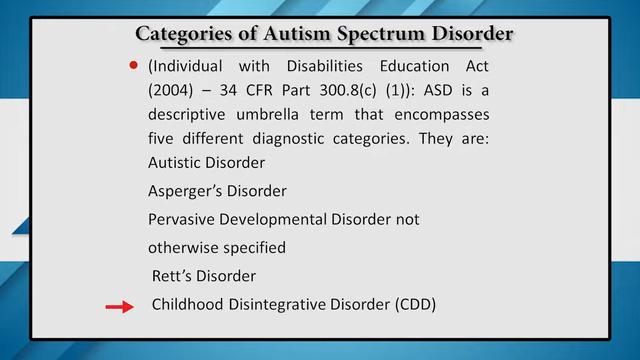 Categories of Autism Spectrum Disorder
(Individual with Disabilities Education Act
(2004) – 34 CFR Part 300.8(c) (1)): ASD is a
descriptive umbrella term that encompasses
five different diagnostic categories. They are:
Autistic Disorder
Asperger’s Disorder
Pervasive Developmental Disorder not
otherwise specified
Rett’s Disorder
Childhood Disintegrative Disorder (CDD)